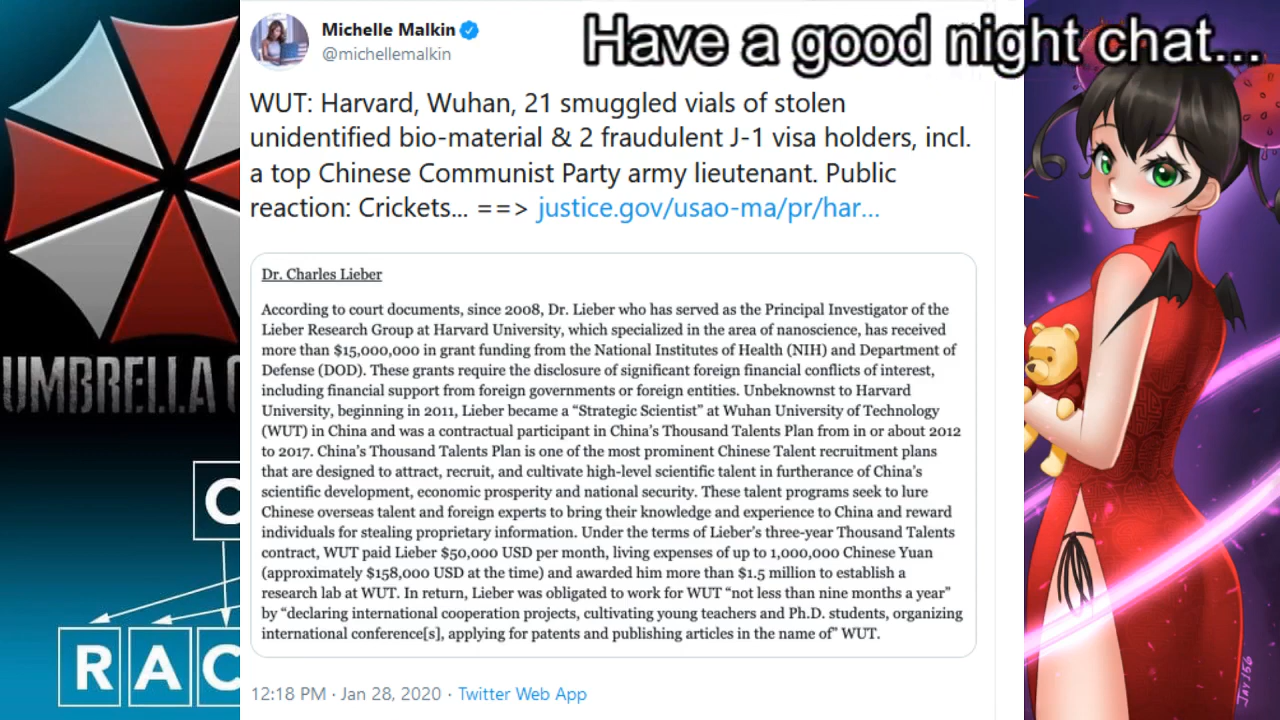 Have a good night chat...
Michelle Malkin
@michellemalkin
WUT: Harvard, Wuhan, 21 smuggled vials of stolen
unidentified bio-material & 2 fraudulent J-1 visa holders, incl.
a top Chinese Communist Party army lieutenant. Public
reaction: Crickets... ==> justice.gov/usao-ma/pr/har...
Dr. Charles Lieber
According to court documents, since 2008, Dr. Lieber who has served as the Principal Investigator of the
Lieber Research Group at Harvard University, which specialized in the area of nanoscience, has received
more than $15,000,000 in grant funding from the National Institutes of Health (NIH) and Department of
Defense (DOD). These grants require the disclosure of significant foreign financial conflicts of interest,
including financial support from foreign governments or foreign entities. Unbeknownst to Harvard
University, beginning in 2011, Lieber became a “Strategic Scientist” at Wuhan University of Technology
(WUT) in China and was a contractual participant in China’s Thousand Talents Plan from in or about 2012
to 2017. China’s Thousand Talents Plan is one of the most prominent Chinese Talent recruitment plans
that are designed to attract, recruit, and cultivate high-level scientific talent in furtherance of China’s
scientific development, economic prosperity and national security. These talent programs seek to lure
Chinese overseas talent and foreign experts to bring their knowledge and experience to China and reward
individuals for stealing proprietary information. Under the terms of Lieber’s three-year Thousand Talents
contract, WUT paid Lieber $50,000 USD per month, living expenses of up to 1,000,000 Chinese Yuan
(approximately $158,000 USD at the time) and awarded him more than $1.5 million to establish a
research lab at WUT. In return, Lieber was obligated to work for WUT “not less than nine months a year”
by “declaring international cooperation projects, cultivating young teachers and Ph.D. students, organizing
international conference[s], applying for patents and publishing articles in the name of” WUT.
12:18 PM · Jan 28, 2020 · Twitter Web App
UMBRELLA C
C
RAC
JAY156